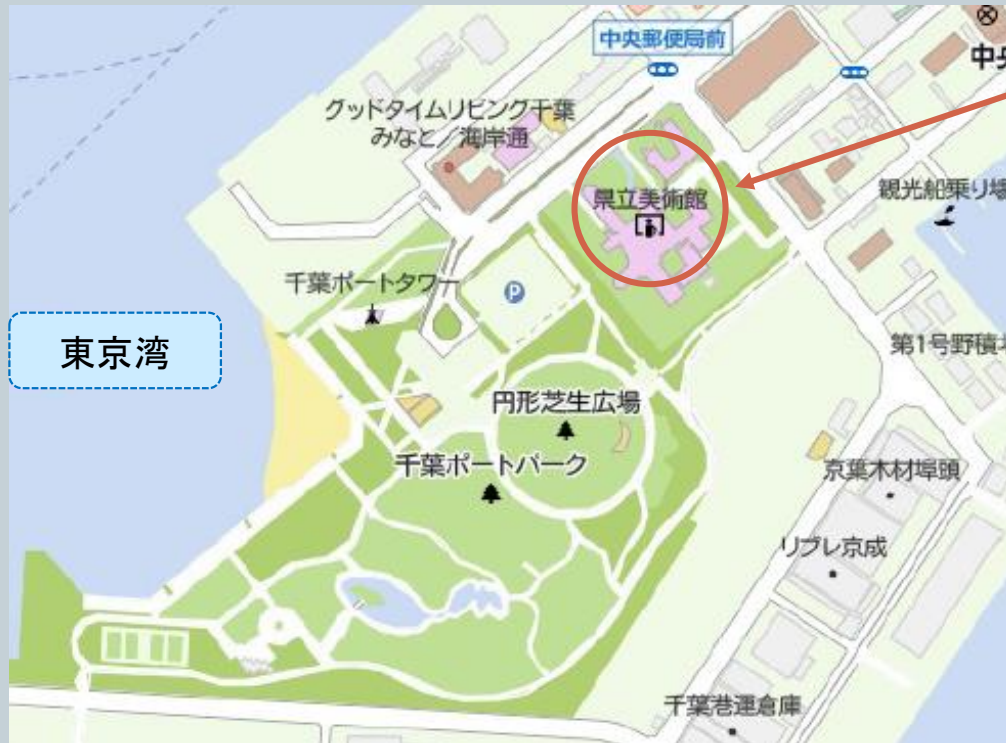 中央郵便局前
中央
グッドタイムリビング千葉
みなと／海岸通
県立美術館
観光船乗り場
千葉ポートタワー
P
東京湾
第1号野積
円形芝生広場
千葉ポートパーク
京葉木材埠頭
リブレ京成
千葉港運倉庫